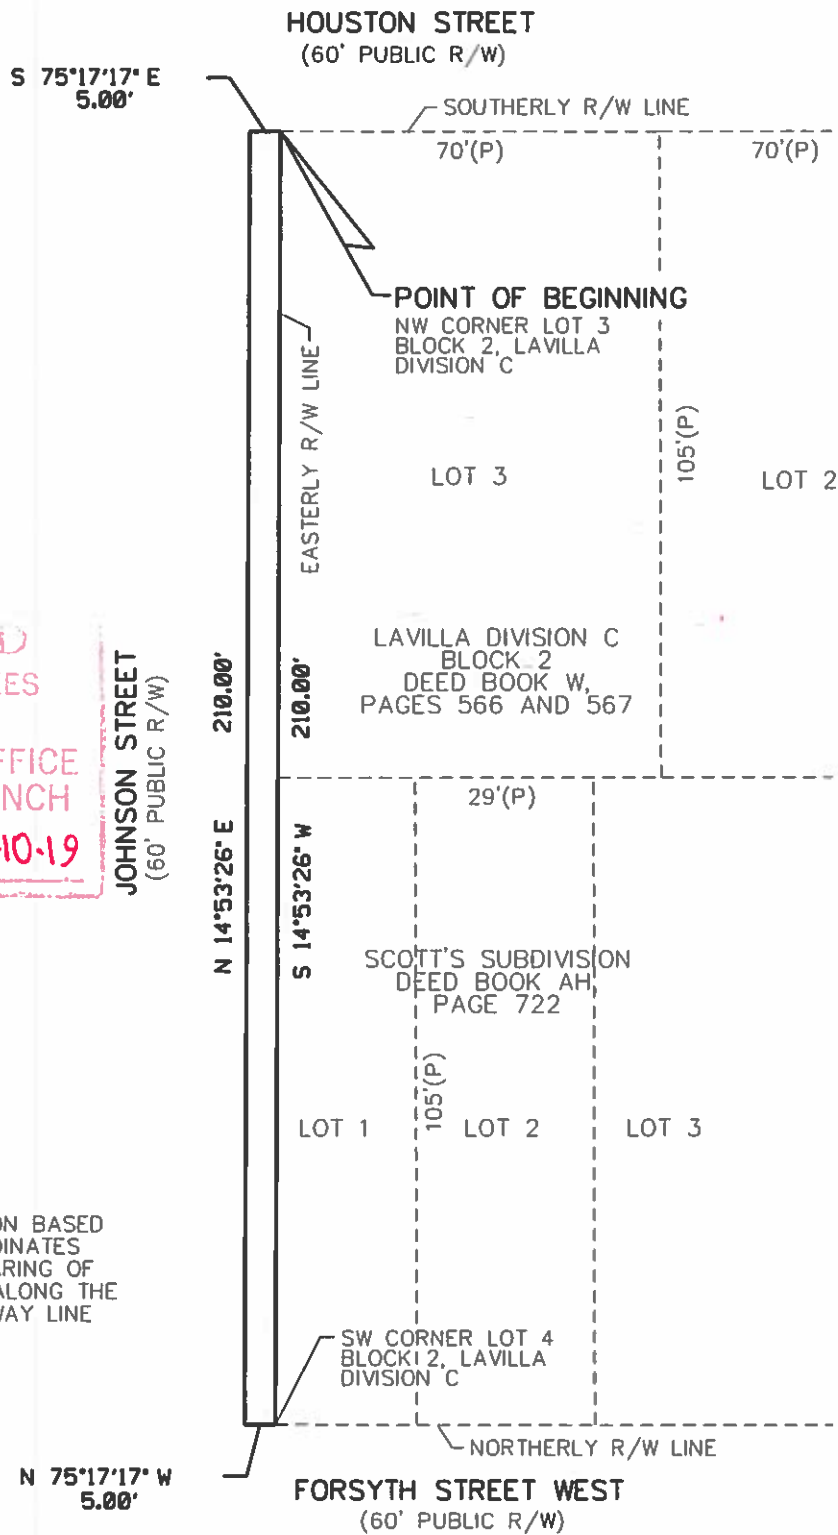 HOUSTON STREET
(60' PUBLIC R/W)
S 75°17'17" E
5.00'
SOUTHERLY R/W LINE
70'(P)
70'(P)
POINT OF BEGINNING
NW CORNER LOT 3
BLOCK 2, LAVILLA
DIVISION C
EASTERLY R/W LINE
105'(P)
LOT 3
LOT 2
LAVILLA DIVISION C
BLOCK 2
DEED BOOK W,
PAGES 566 AND 567
JOHNSON STREET
(60' PUBLIC R/W)
N 14°53'26" E 210.00'
S 14°53'26" W 210.00'
D
ES
FFICE
NCH
10-19
29'(P)
SCOTT'S SUBDIVISION
DEED BOOK AH,
PAGE 722
105'(P)
LOT 1
LOT 2
LOT 3
ON BASED
DINATES
ARING OF
ALONG THE
WAY LINE
SW CORNER LOT 4
BLOCK 2, LAVILLA
DIVISION C
NORTHERLY R/W LINE
N 75°17'17" W
5.00'
FORSYTH STREET WEST
(60' PUBLIC R/W)